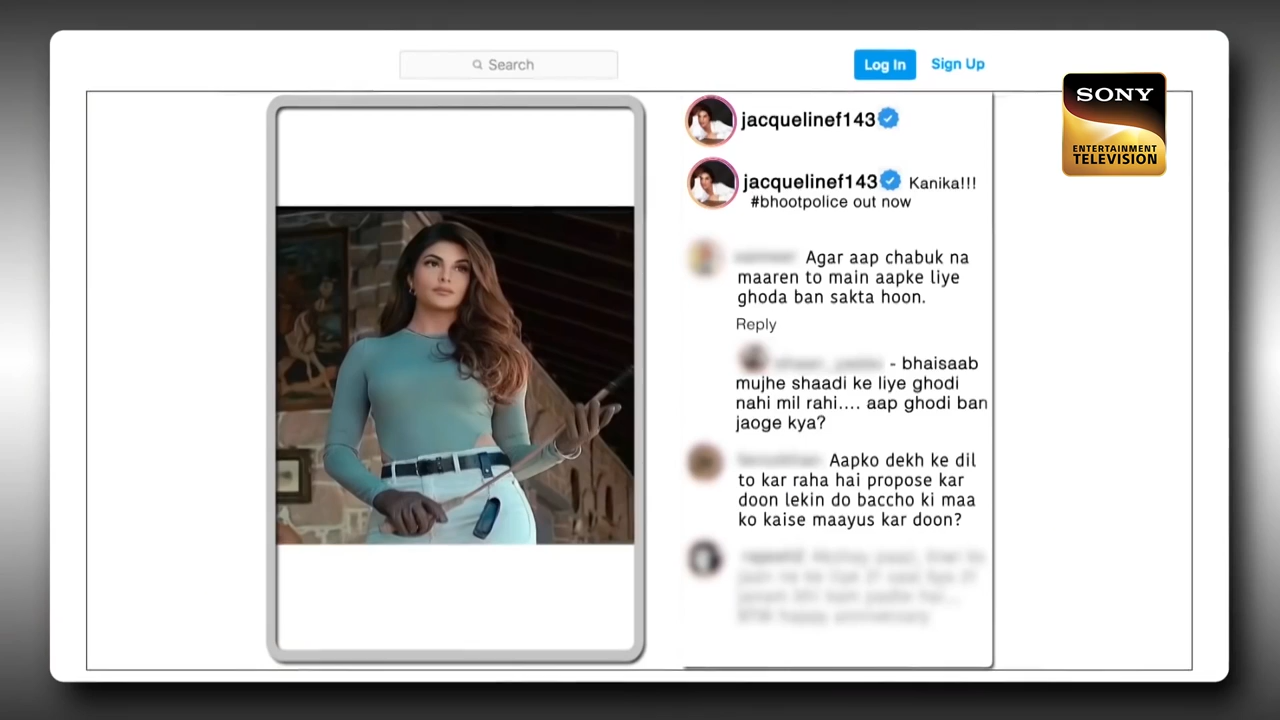 Search
Log In
Sign Up
SONY
ENTERTAINMENT
TELEVISION
jacquelinef143
jacquelinef143 Kanika!!!
#bhootpolice out now
Agar aap chabuk na
maaren to main aapke liye
ghoda ban sakta hoon.
Reply
- bhaisaab
mujhe shaadi ke liye ghodi
nahi mil rahi.... aap ghodi ban
jaoge kya?
Aapko dekh ke dil
to kar raha hai propose kar
doon lekin do baccho ki maa
ko kaise maayus kar doon?